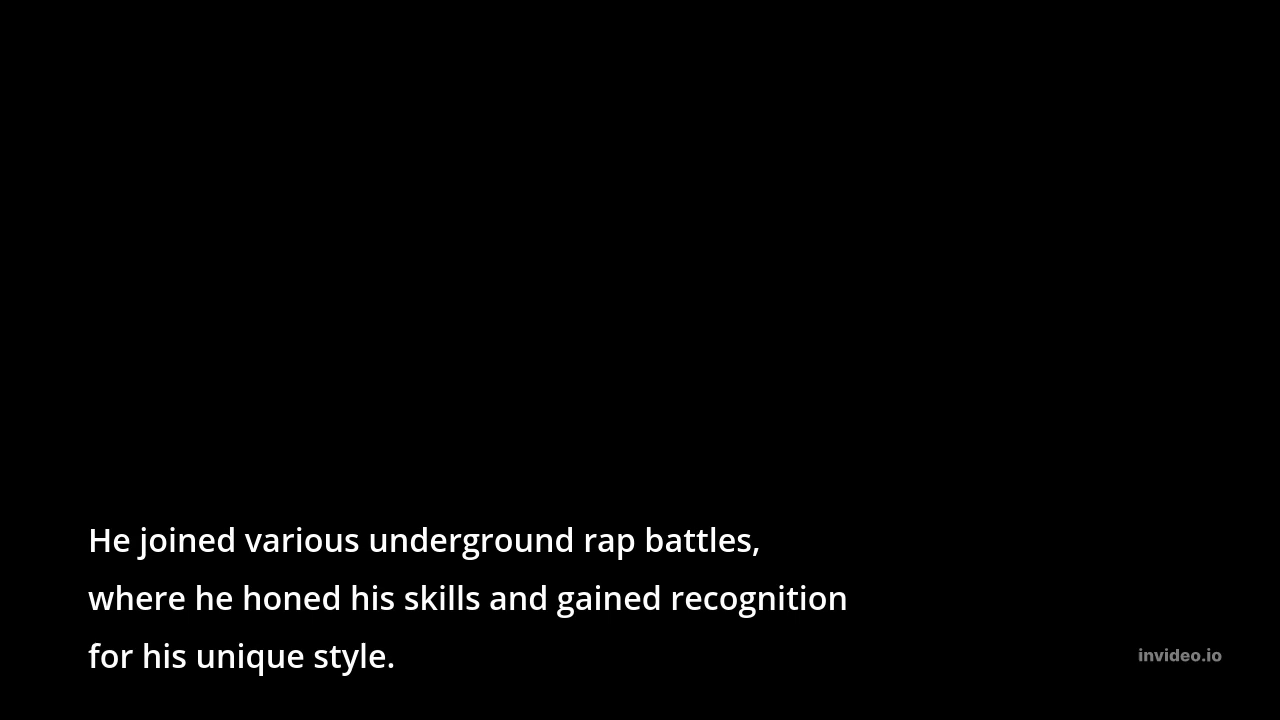 He joined various underground rap battles,
where he honed his skills and gained recognition
for his unique style.
invideo.io